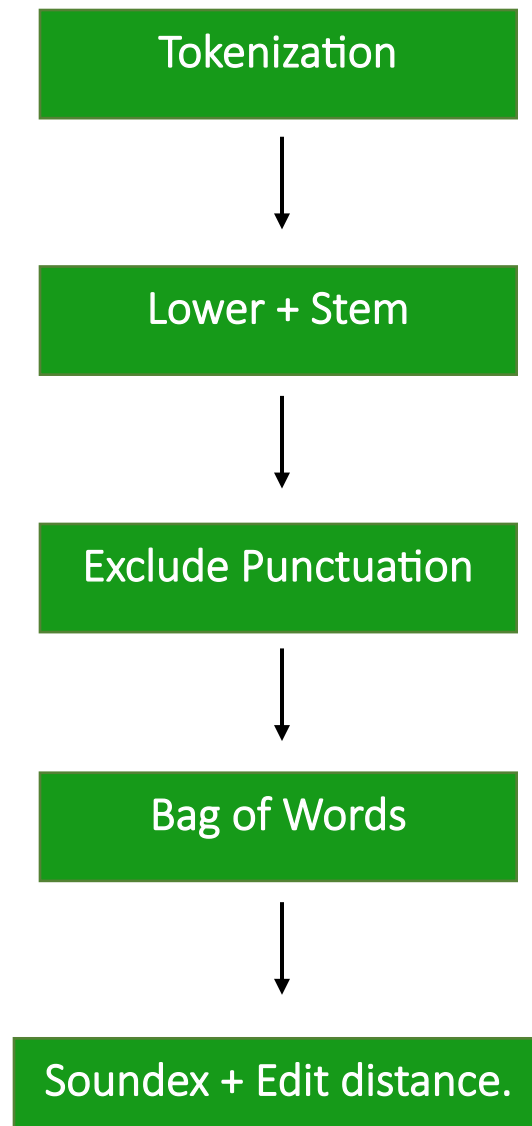 Tokenization
Lower + Stem
Exclude Punctuation
Bag of Words
Soundex + Edit distance.